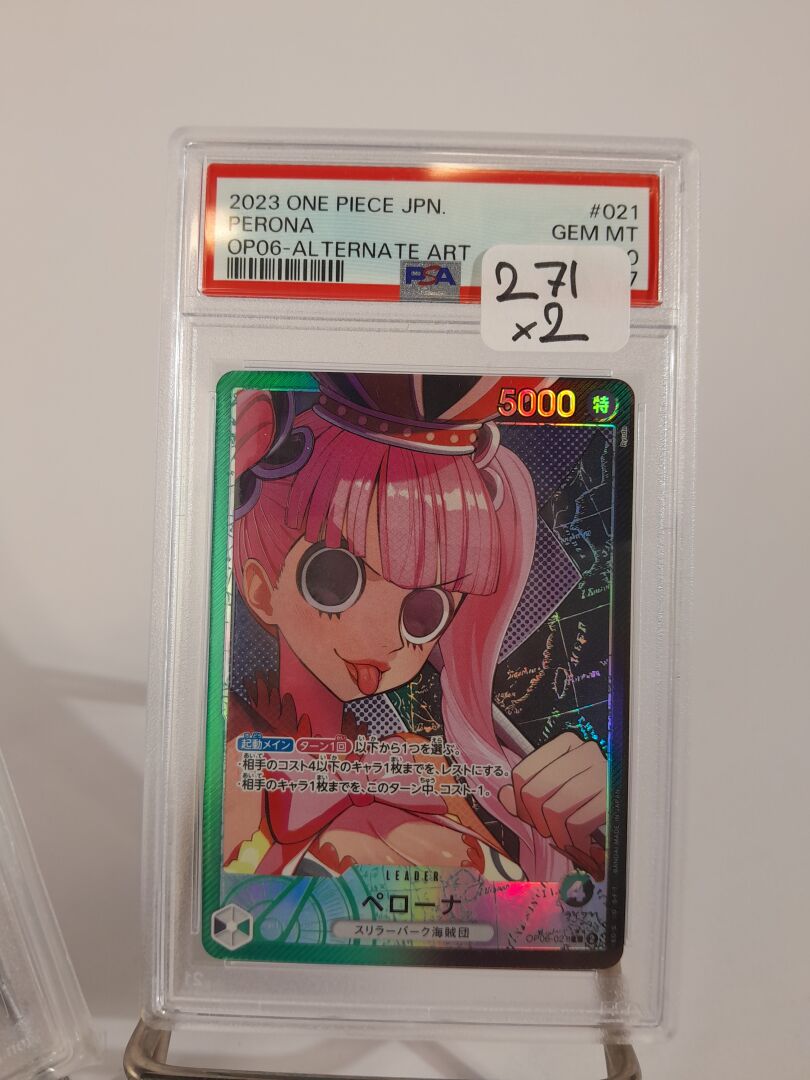 2023 ONE PIECE JPN.
#021
PERONA
GEM MT
OP06-ALTERNATE ART
0
PSA
7
271
x2
5000 特
起動メイン ターン1回 以下から1つを選ぶ。
・相手のコスト4以下のキャラ1枚までを、レストにする。
・相手のキャラ1枚までを、このターン中、コスト-1。
LEADER
ペローナ
4
スリラーバーク海賊団